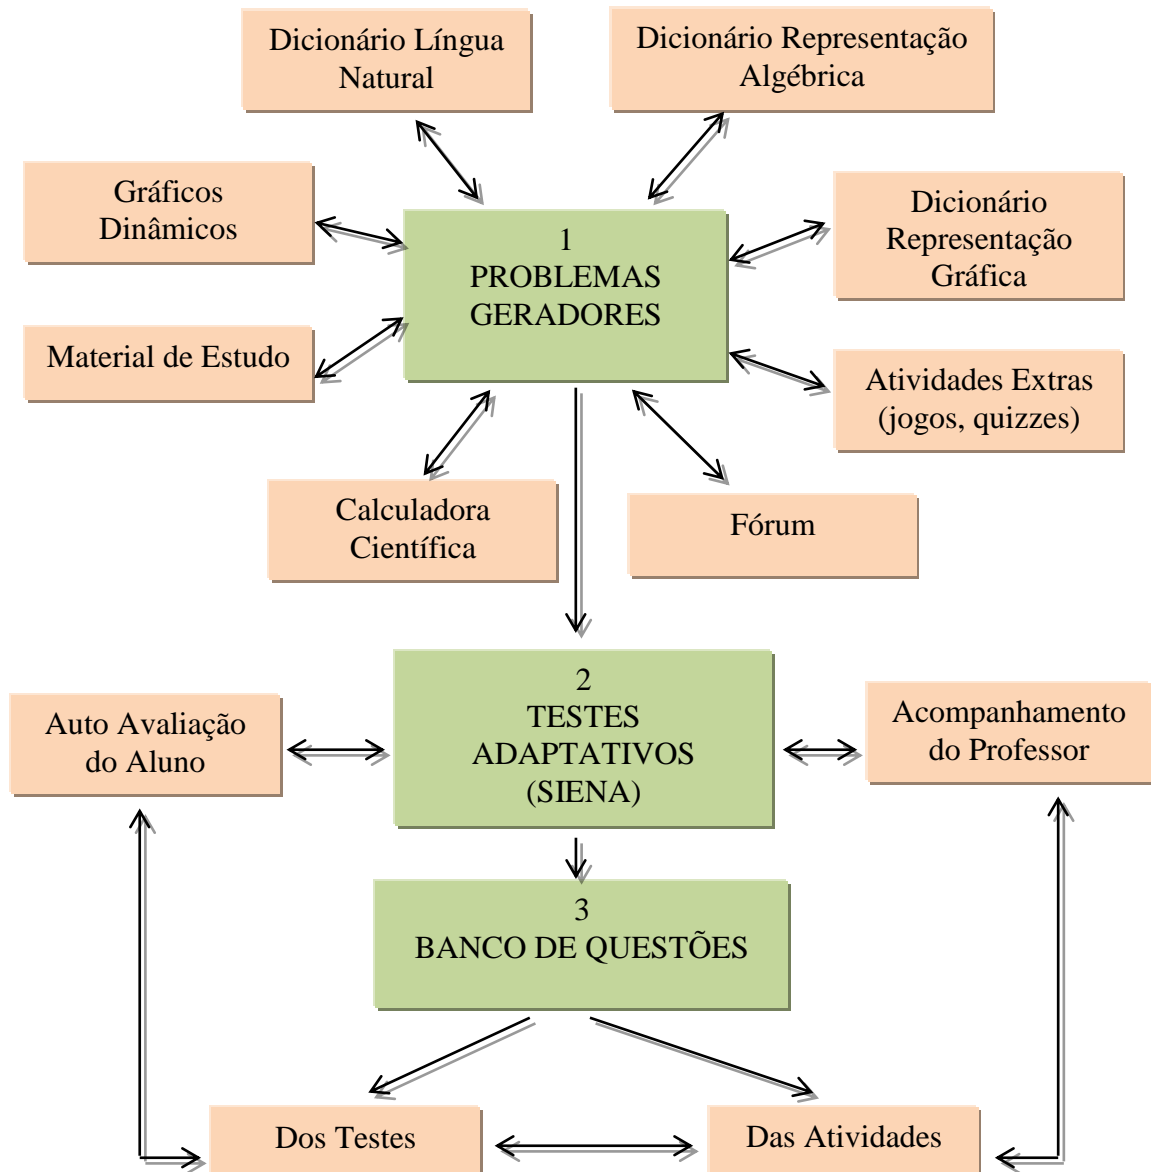 Dicionário Língua
Natural
Dicionário Representação
Algébrica
Gráficos
Dinâmicos
1
PROBLEMAS
GERADORES
Dicionário
Representação
Gráfica
Material de Estudo
Atividades Extras
(jogos, quizzes)
Calculadora
Científica
Fórum
2
TESTES
ADAPTATIVOS
(SIENA)
Auto Avaliação
do Aluno
Acompanhamento
do Professor
3
BANCO DE QUESTÕES
Dos Testes
Das Atividades